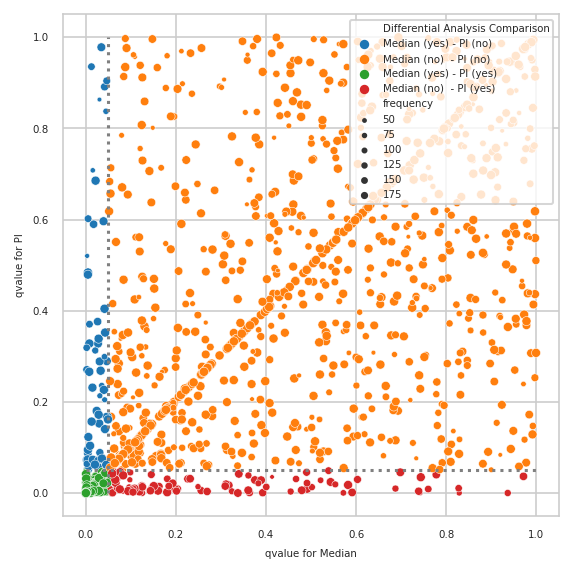 Differential Analysis Comparison
Median (yes) - PI (no)
Median (no) - PI (no)
Median (yes) - PI (yes)
Median (no) - PI (yes)
frequency
50
75
100
125
150
175
qvalue for PI
1.0
0.8
0.6
0.4
0.2
0.0
0.0 0.2 0.4 0.6 0.8 1.0
qvalue for Median